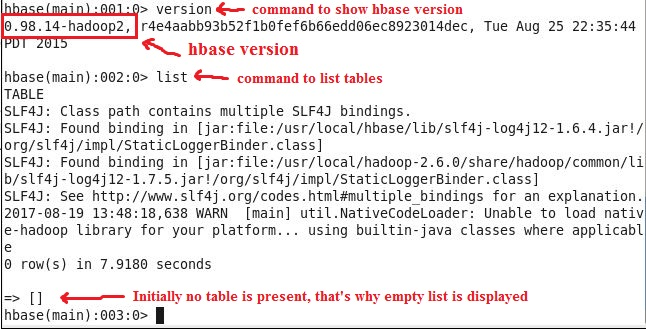 hbase(main):001:0> version command to show hbase version
0.98.14-hadoop2, r4e4aabb93b52f1b0fef6b66edd06ec8923014dec, Tue Aug 25 22:35:44
PDT 2015
hbase version
hbase(main):002:0> list command to list tables
TABLE
SLF4J: Class path contains multiple SLF4J bindings.
SLF4J: Found binding in [jar:file:/usr/local/hbase/lib/slf4j-log4j12-1.6.4.jar!/
org/slf4j/impl/StaticLoggerBinder.class]
SLF4J: Found binding in [jar:file:/usr/local/hadoop-2.6.0/share/hadoop/common/li
b/slf4j-log4j12-1.7.5.jar!/org/slf4j/impl/StaticLoggerBinder.class]
SLF4J: See http://www.slf4j.org/codes.html#multiple_bindings for an explanation.
2017-08-19 13:48:18,638 WARN  [main] util.NativeCodeLoader: Unable to load nativ
e-hadoop library for your platform... using builtin-java classes where applicabl
e
0 row(s) in 7.9180 seconds
=> [] Initially no table is present, that's why empty list is displayed
hbase(main):003:0>